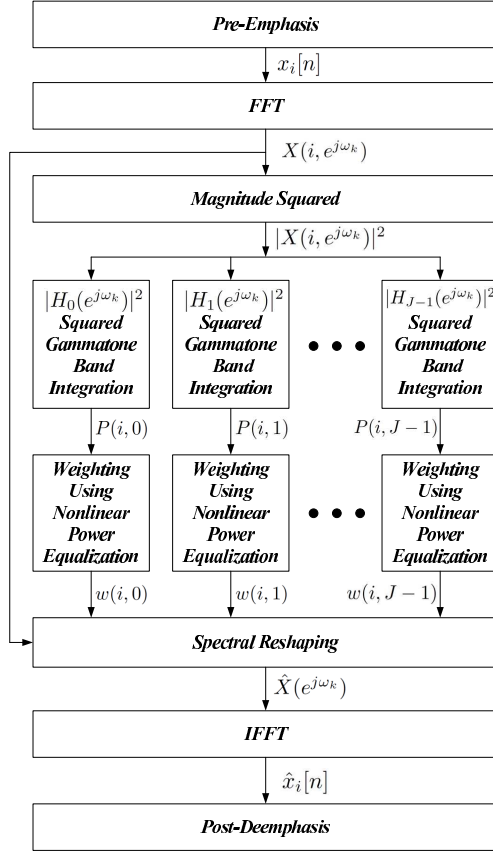 Pre-Emphasis
x_i[n]
FFT
X(i, e^{jω_k})
Magnitude Squared
|X(i, e^{jω_k})|^2
|H_0(e^{jω_k})|^2
Squared
Gammatone
Band
Integration
|H_1(e^{jω_k})|^2
Squared
Gammatone
Band
Integration
|H_{J-1}(e^{jω_k})|^2
Squared
Gammatone
Band
Integration
P(i, 0)
P(i, 1)
P(i, J − 1)
Weighting
Using
Nonlinear
Power
Equalization
Weighting
Using
Nonlinear
Power
Equalization
Weighting
Using
Nonlinear
Power
Equalization
w(i, 0)
w(i, 1)
w(i, J − 1)
Spectral Reshaping
X̂(e^{jω_k})
IFFT
x̂_i[n]
Post-Deemphasis